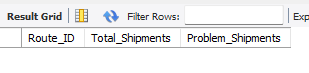 Result Grid Filter Rows: Exp
Route_ID Total_Shipments Problem_Shipments